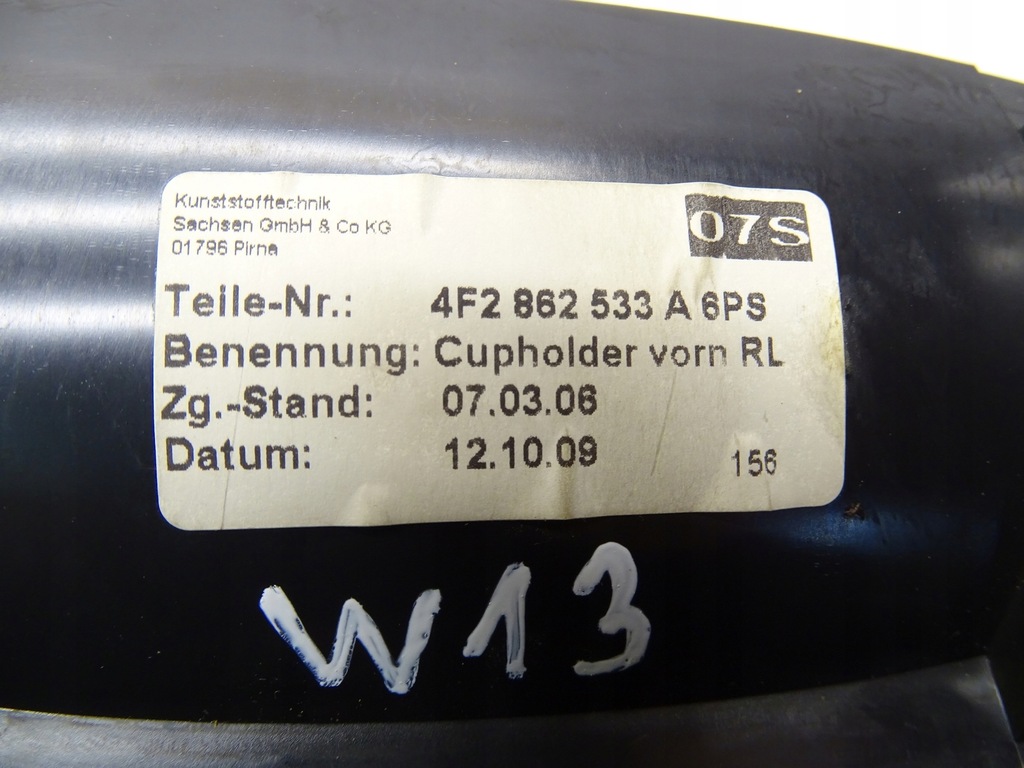 Kunststofftechnik
Sachsen GmbH & Co KG
01796 Pirna
07S
Teile-Nr.: 4F2 862 533 A 6PS
Benennung: Cupholder vorn RL
Zg.-Stand: 07.03.06
Datum: 12.10.09 156
W13